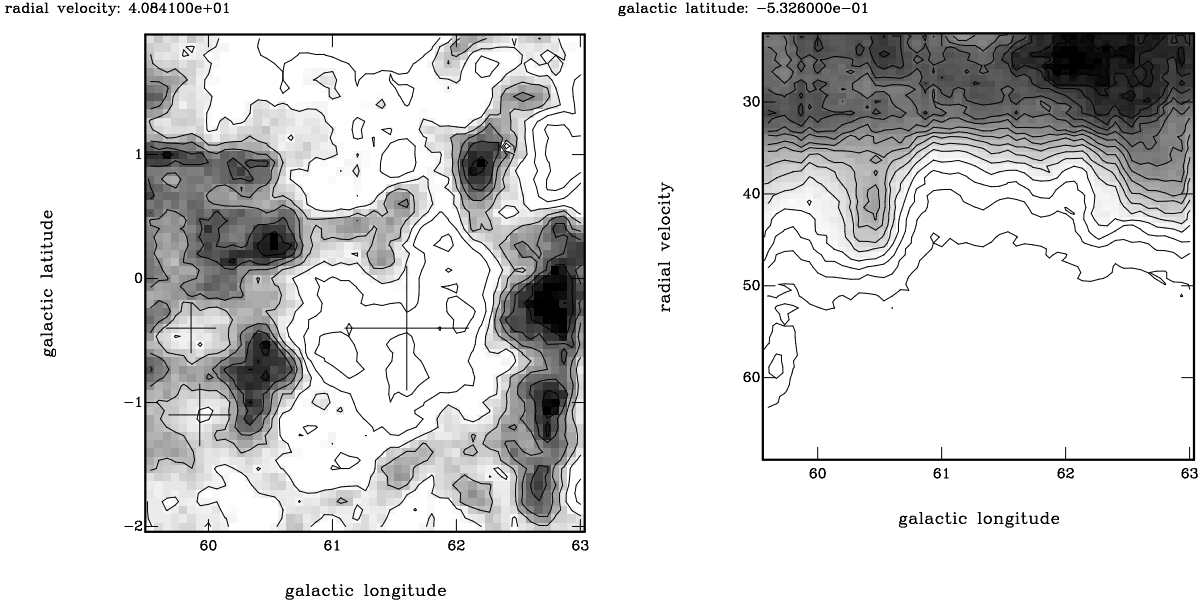 radial velocity: 4.084100e+01
galactic latitude: −5.326000e−01
galactic latitude
1
0
−1
−2
60 61 62 63
galactic longitude
radial velocity
30
40
50
60
60 61 62 63
galactic longitude